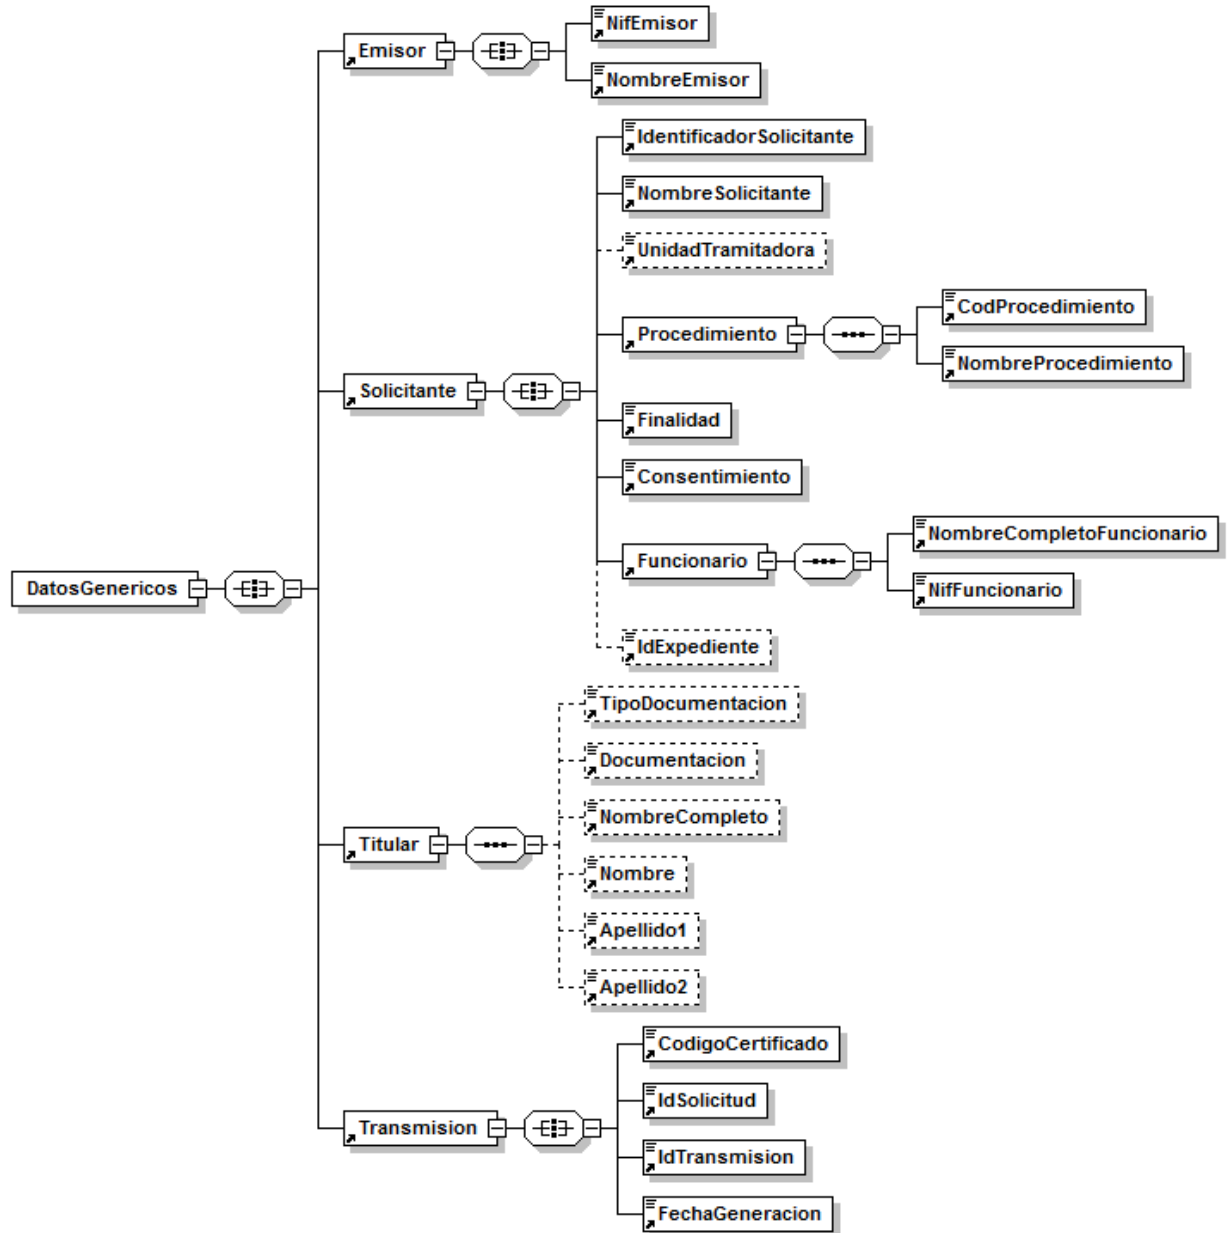 NifEmisor
Emisor
NombreEmisor
IdentificadorSolicitante
NombreSolicitante
UnidadTramitadora
CodProcedimiento
Procedimiento
NombreProcedimiento
Solicitante
Finalidad
Consentimiento
NombreCompletoFuncionario
Funcionario
DatosGenericos
NifFuncionario
IdExpediente
TipoDocumentacion
Documentacion
NombreCompleto
Titular
Nombre
Apellido1
Apellido2
CodigoCertificado
IdSolicitud
Transmision
IdTransmision
FechaGeneracion